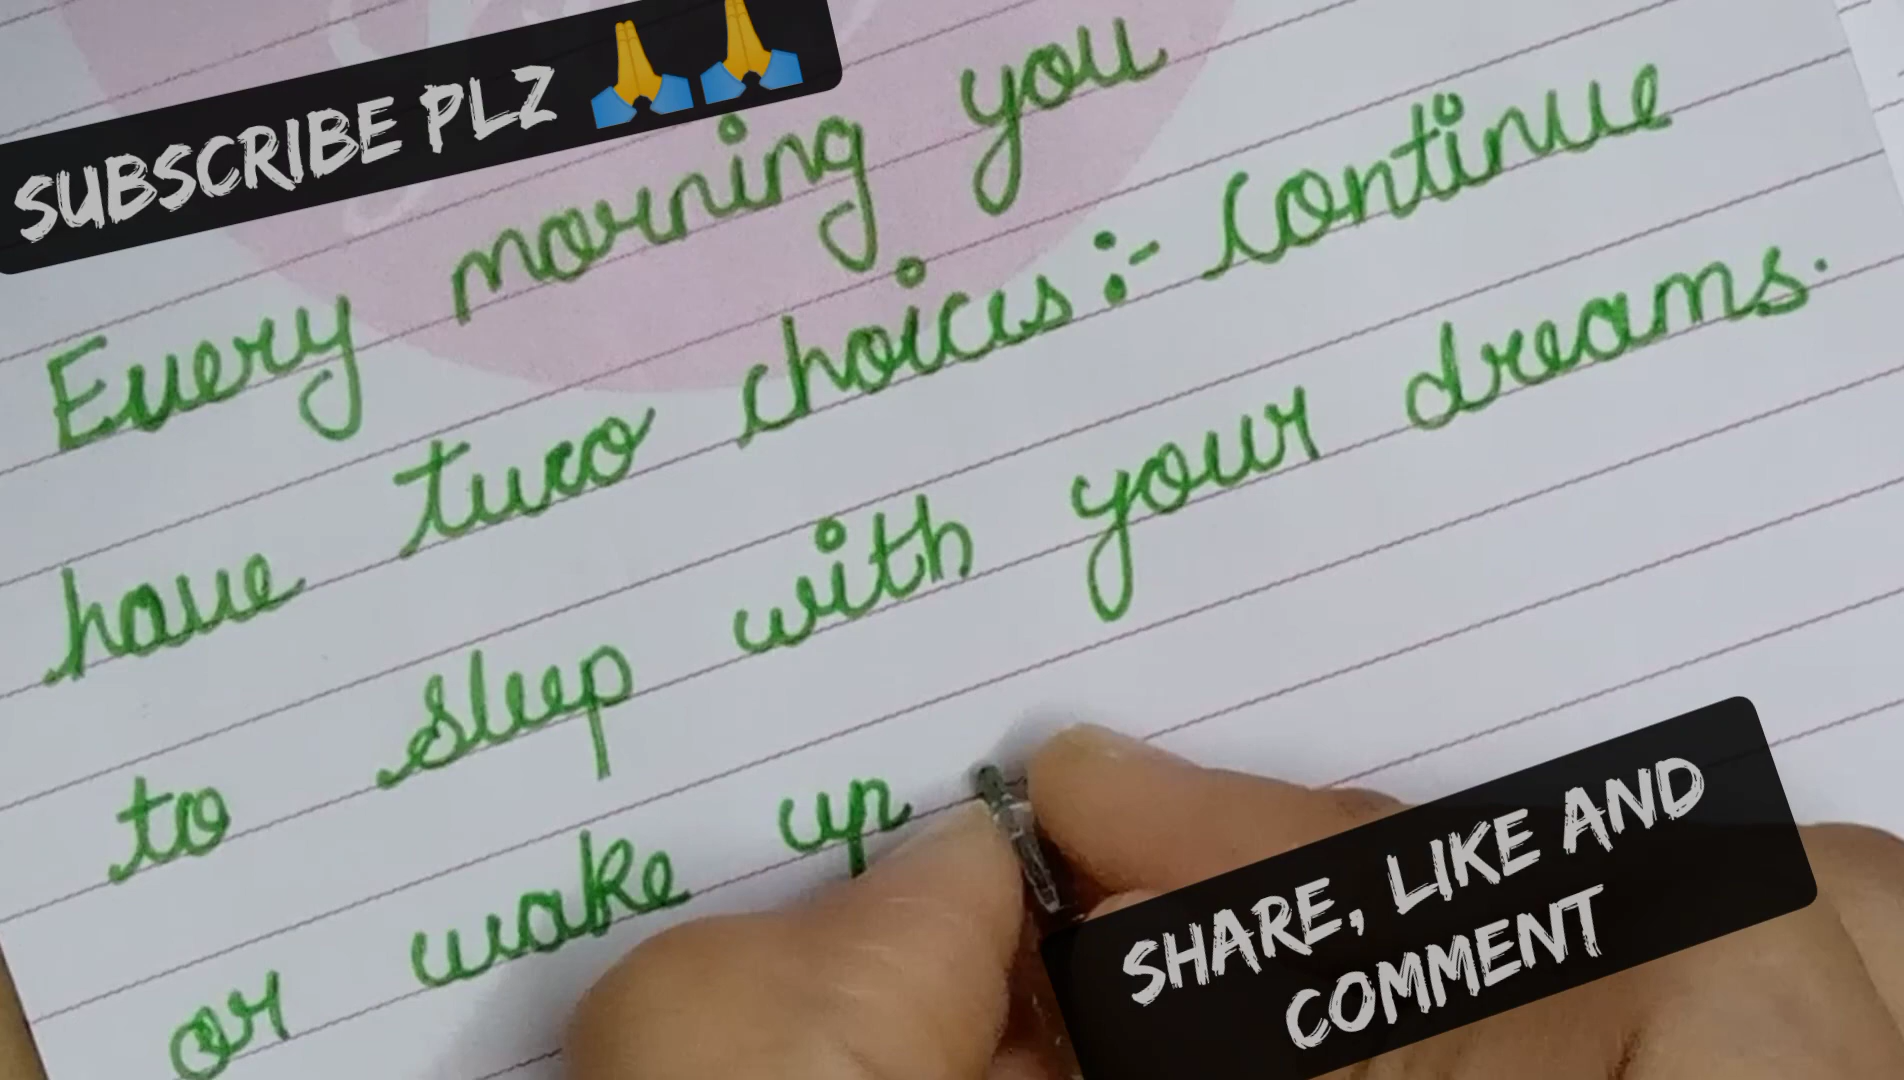 SUBSCRIBE PLZ 🙏🙏
Every morning you
have two choices:- Continue
to sleep with your dreams.
or wake up
SHARE, LIKE AND
COMMENT